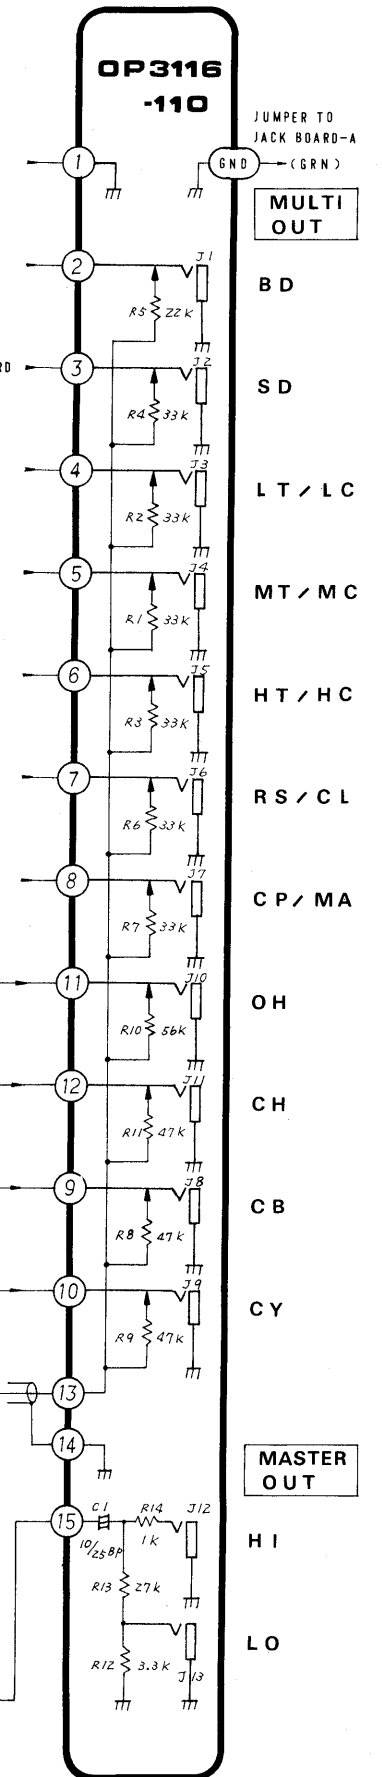 OP3116
-110
JUMPER TO
JACK BOARD-A
1
GND
(GRN)
MULTI
OUT
2
J1
BD
R5 22K
RD
3
J2
SD
R4 33K
4
J3
LT/LC
R2 33K
5
J4
MT/MC
R1 33K
6
J5
HT/HC
R3 33K
7
J6
RS/CL
R6 33K
8
J7
CP/MA
R7 33K
11
J10
OH
R10 56K
12
J11
CH
R11 47K
9
J8
CB
R8 47K
10
J9
CY
R9 47K
13
14
MASTER
OUT
15
C1
R14
J12
10/25BP
1K
HI
R13 27K
LO
R12 3.3K
J13